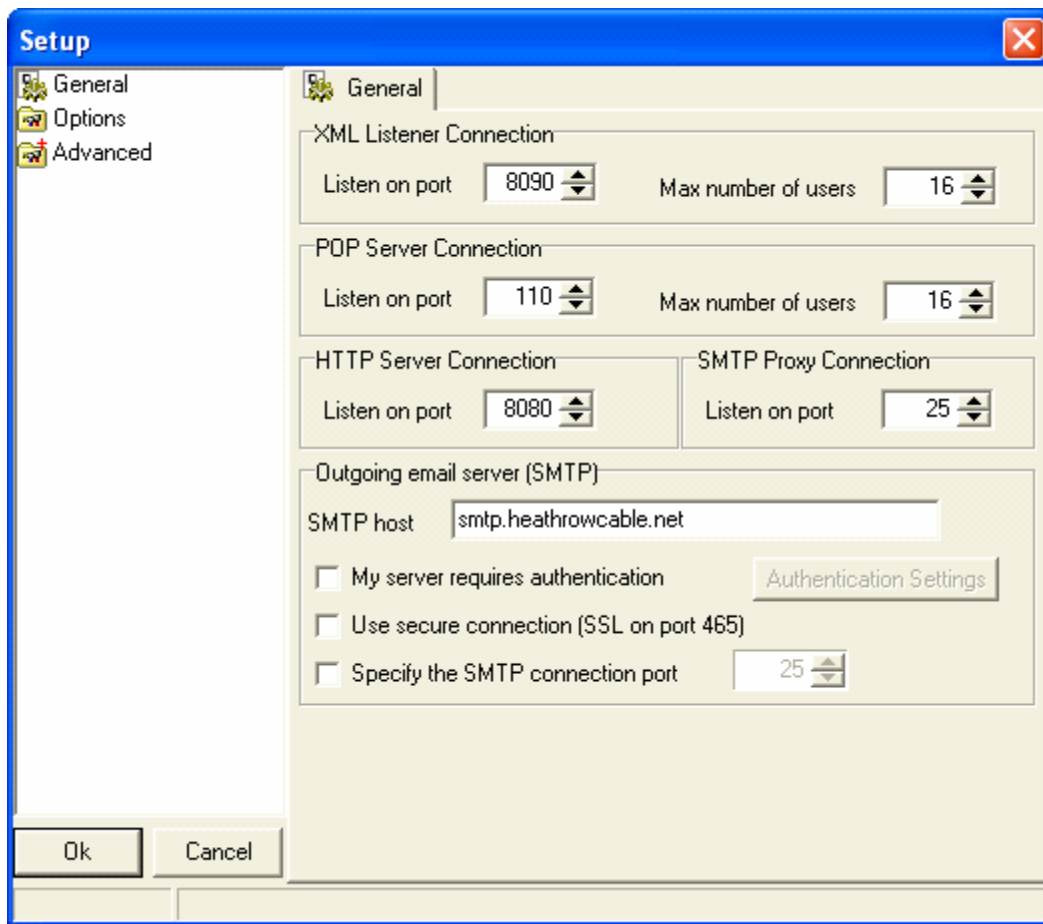 Setup
General
Options
Advanced
General
XML Listener Connection
Listen on port 8090 Max number of users 16
POP Server Connection
Listen on port 110 Max number of users 16
HTTP Server Connection SMTP Proxy Connection
Listen on port 8080 Listen on port 25
Outgoing email server (SMTP)
SMTP host smtp.heathrowcable.net
My server requires authentication Authentication Settings
Use secure connection (SSL on port 465)
Specify the SMTP connection port 25
Ok Cancel